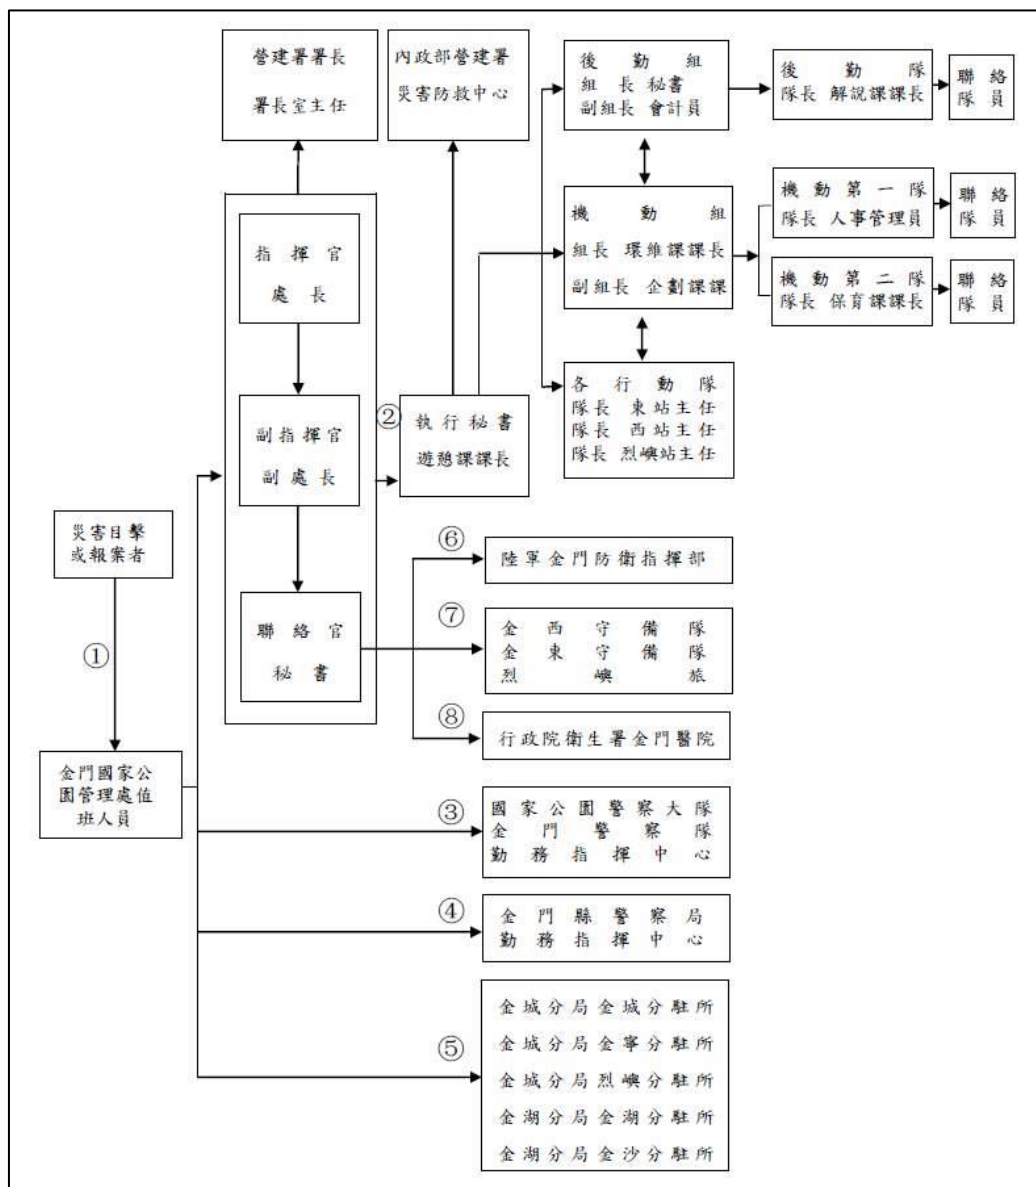 營建署署長
署長室主任
內政部營建署
災害防救中心
後勤組
組長 秘書
副組長 會計員
後勤隊
隊長 解說課課長
聯絡
隊員
機動組
組長 環維課課長
副組長 企劃課課
機動第一隊
隊長 人事管理員
聯絡
隊員
機動第二隊
隊長 保育課課長
聯絡
隊員
各行動隊
隊長 東站主任
隊長 西站主任
隊長 烈嶼站主任
指揮官
處長
副指揮官
副處長
聯絡官
秘書
②
執行秘書
遊憩課課長
災害目擊
或報案者
①
金門國家公
園管理處值
班人員
⑥
陸軍金門防衛指揮部
⑦
金西守備隊
金東守備隊
烈嶼旅
⑧
行政院衛生署金門醫院
③
國家公園警察大隊
金門警察隊
勤務指揮中心
④
金門縣警察局
勤務指揮中心
⑤
金城分局金城分駐所
金城分局金寧分駐所
金城分局烈嶼分駐所
金湖分局金湖分駐所
金湖分局金沙分駐所